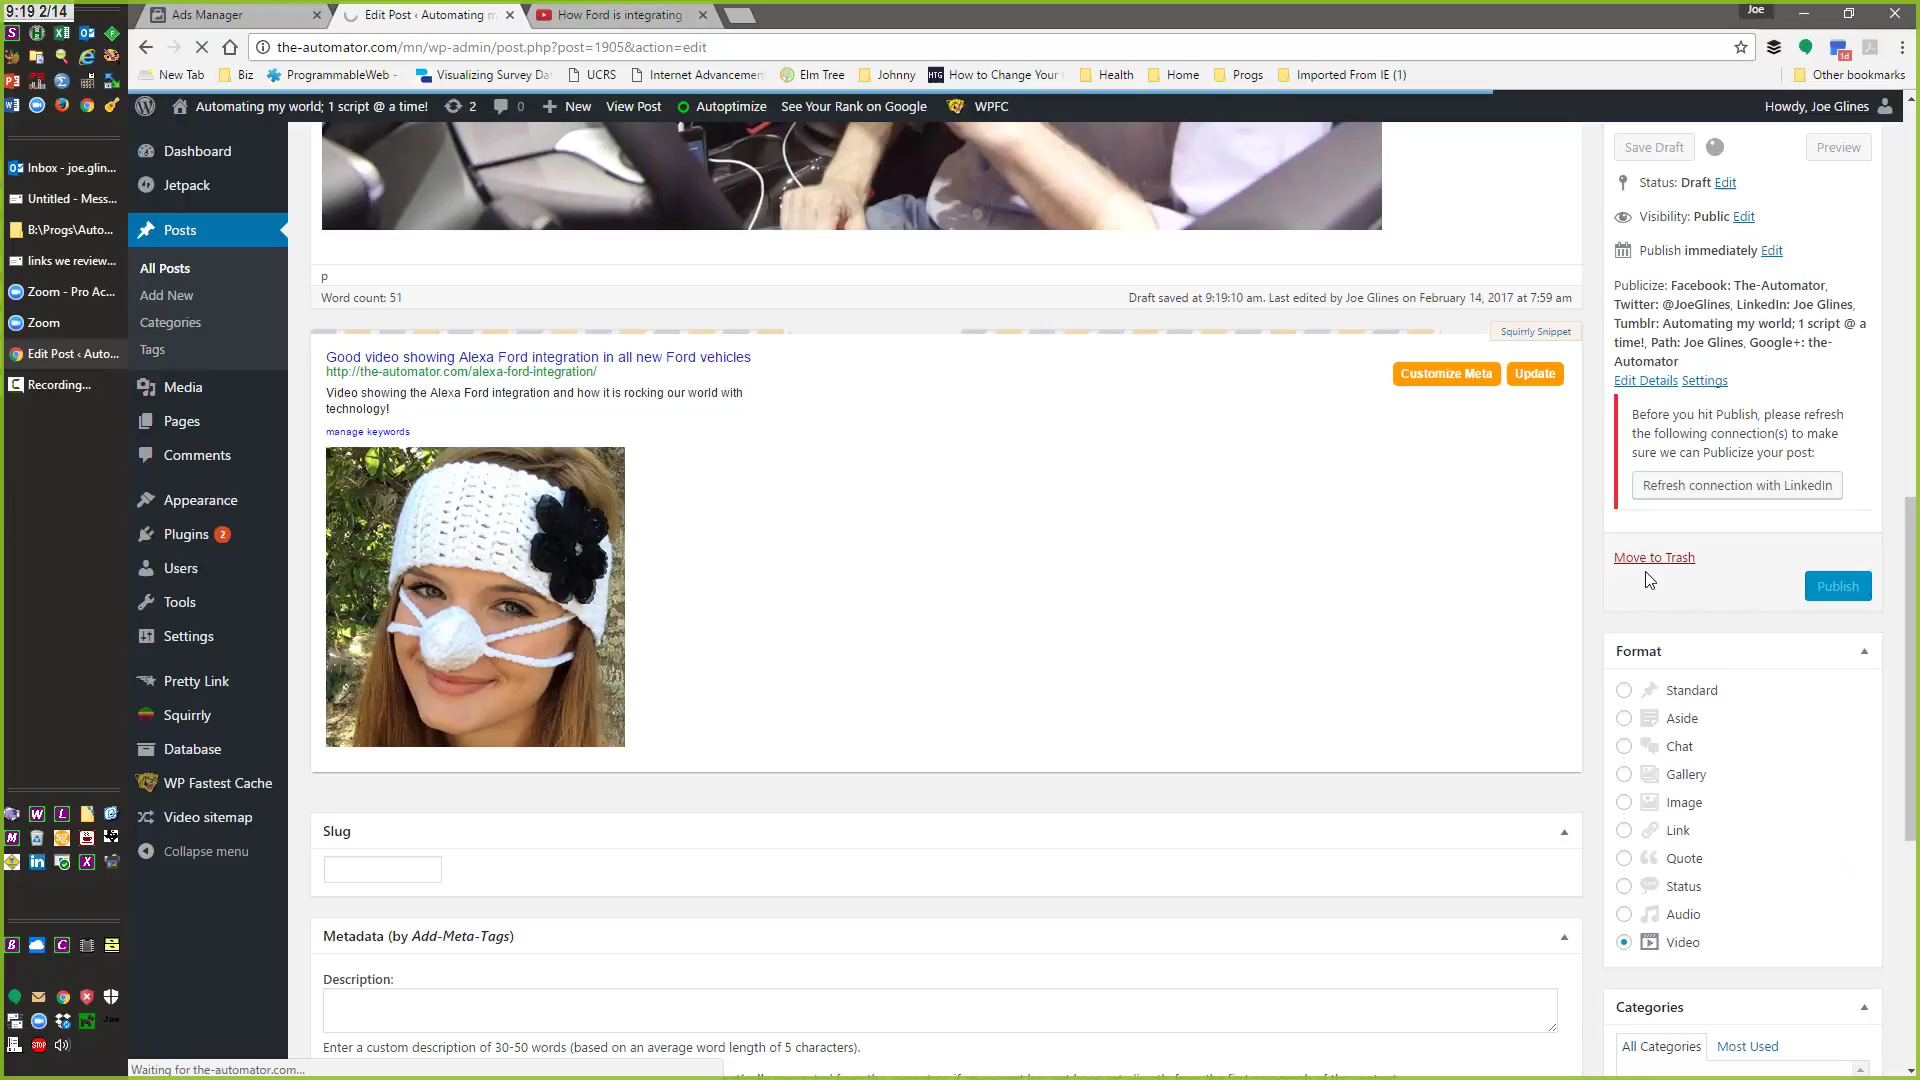 9:19 2/14
Ads Manager
Edit Post ‹ Automating m
How Ford is integrating
Joe
the-automator.com/mn/wp-admin/post.php?post=1905&action=edit
New Tab
Biz
ProgrammableWeb -
Visualizing Survey Dat
UCRS
Internet Advancemen
Elm Tree
Johnny
How to Change Your
Health
Home
Progs
Imported From IE (1)
Other bookmarks
Automating my world; 1 script @ a time!
2
0
New
View Post
Autoptimize
See Your Rank on Google
WPFC
Howdy, Joe Glines
Inbox - joe.glin...
Untitled - Mess...
B:\Progs\Auto...
links we review...
Zoom - Pro Ac...
Zoom
Edit Post ‹ Auto...
Recording...
Dashboard
Jetpack
Posts
All Posts
Add New
Categories
Tags
Media
Pages
Comments
Appearance
Plugins 2
Users
Tools
Settings
Pretty Link
Squirrly
Database
WP Fastest Cache
Video sitemap
Collapse menu
p
Word count: 51
Draft saved at 9:19:10 am. Last edited by Joe Glines on February 14, 2017 at 7:59 am
Squirrly Snippet
Good video showing Alexa Ford integration in all new Ford vehicles
http://the-automator.com/alexa-ford-integration/
Video showing the Alexa Ford integration and how it is rocking our world with
technology!
manage keywords
Customize Meta
Update
Slug
Metadata (by Add-Meta-Tags)
Description:
Enter a custom description of 30-50 words (based on an average word length of 5 characters).
Save Draft
Preview
Status: Draft Edit
Visibility: Public Edit
Publish immediately Edit
Publicize: Facebook: The-Automator,
Twitter: @JoeGlines, LinkedIn: Joe Glines,
Tumblr: Automating my world; 1 script @ a
time!, Path: Joe Glines, Google+: the-
Automator
Edit Details Settings
Before you hit Publish, please refresh
the following connection(s) to make
sure we can Publicize your post:
Refresh connection with LinkedIn
Move to Trash
Publish
Format
Standard
Aside
Chat
Gallery
Image
Link
Quote
Status
Audio
Video
Categories
All Categories
Most Used
Waiting for the-automator.com...